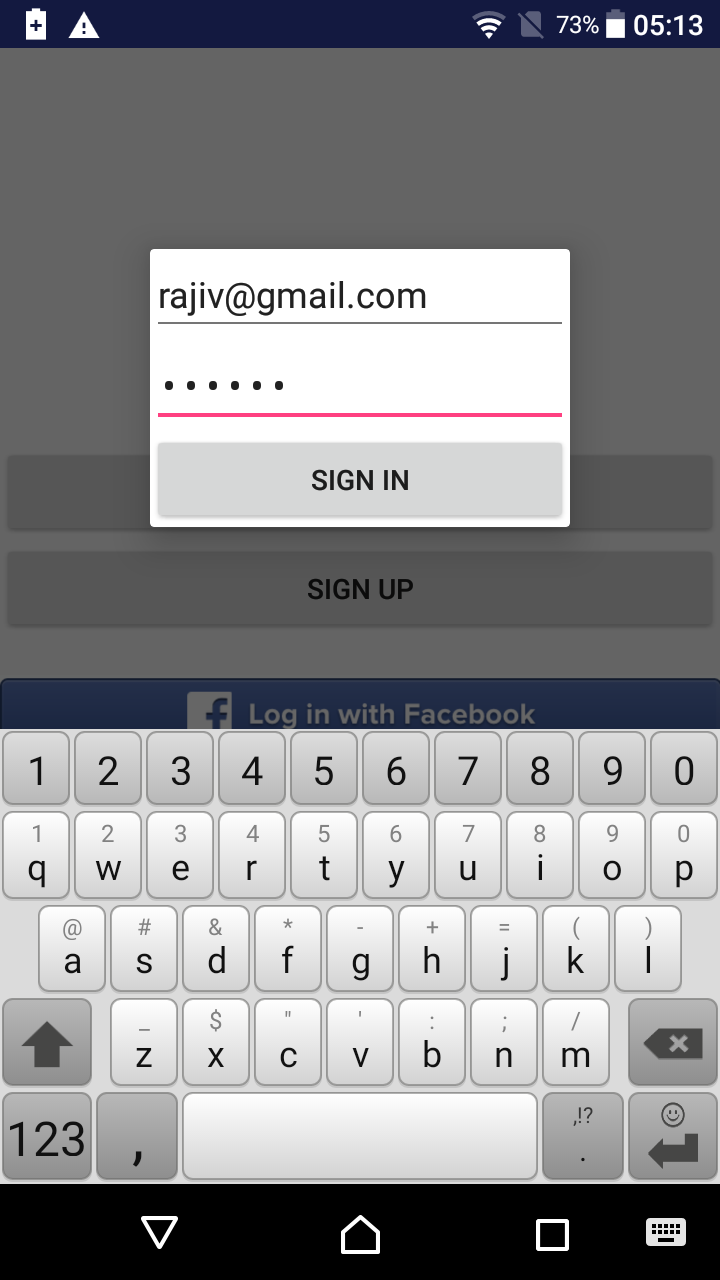 73% 05:13
rajiv@gmail.com
••••••
SIGN IN
SIGN UP
f Log in with Facebook
1 2 3 4 5 6 7 8 9 0
1 2 3 4 5 6 7 8 9 0
q w e r t y u i o p
@ # & * - + = ( )
a s d f g h j k l
_ $ " ' : ; /
z x c v b n m
,!?
123 , .